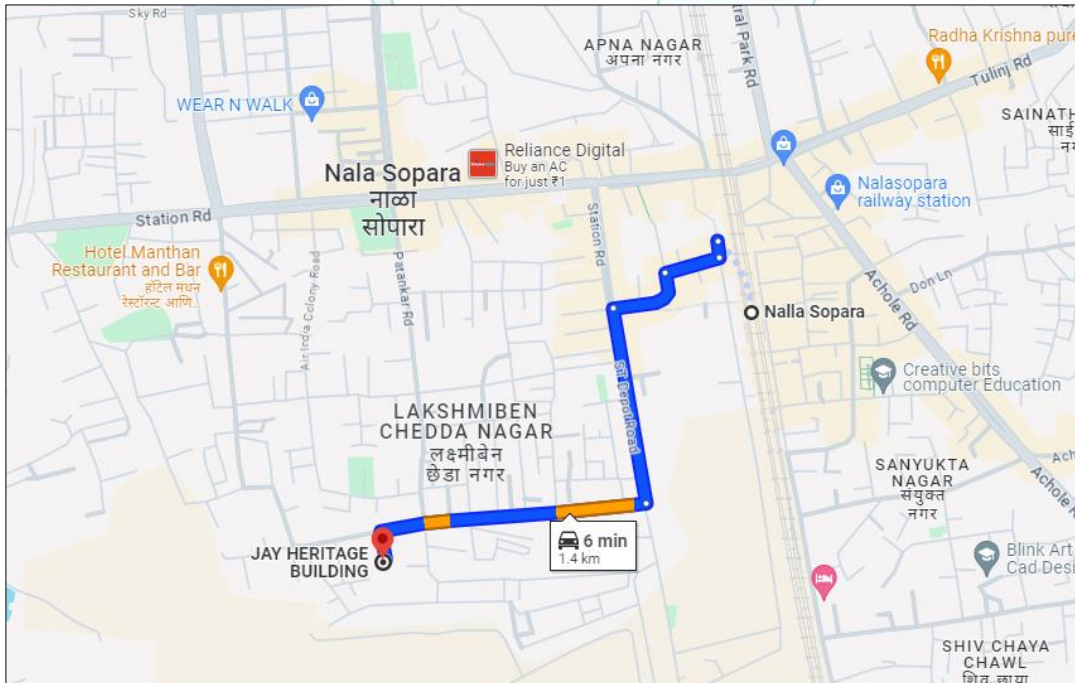 Sky Rd
APNA NAGAR
अपना नगर
Radha Krishna pure
Tulinj Rd
WEAR N WALK
SAINATH
Nala Sopara
नाळा
सोपारा
Reliance Digital
Buy an AC
for just ₹1
Nalasopara
railway station
Station Rd
Station Rd
Hotel Manthan
Restaurant and Bar
हॉटेल मंथन
रेस्टॉरंट आणि...
Air India Colony Road
Patankar Rd
Achole Rd
Don Ln
Nalla Sopara
ST Depot Road
Creative bits
computer Education
LAKSHMIBEN
CHEDDA NAGAR
लक्ष्मीबेन
छेडा नगर
SANYUKTA
NAGAR
संयुक्त
नगर
Ach
Achole R
JAY HERITAGE
BUILDING
6 min
1.4 km
Blink Art
Cad Desi
SHIV CHAYA
CHAWL